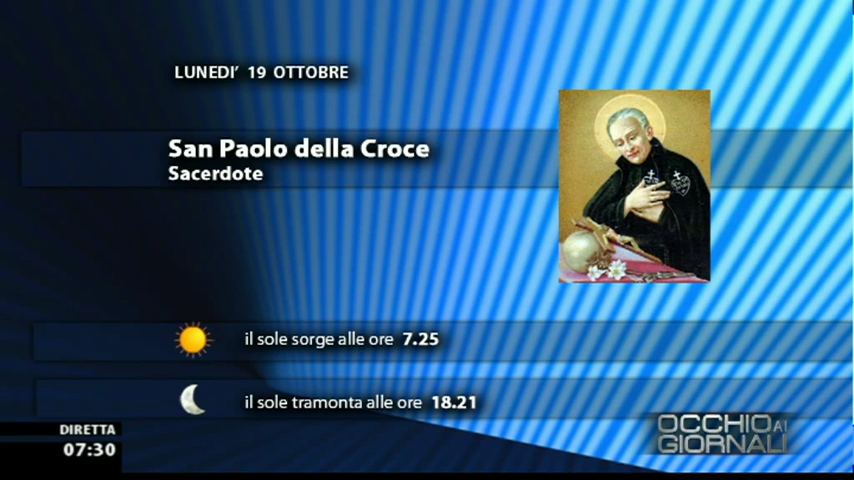 LUNEDI' 19 OTTOBRE
San Paolo della Croce
Sacerdote
il sole sorge alle ore 7.25
il sole tramonta alle ore 18.21
DIRETTA
07:30
OCCHIO AI
GIORNALI